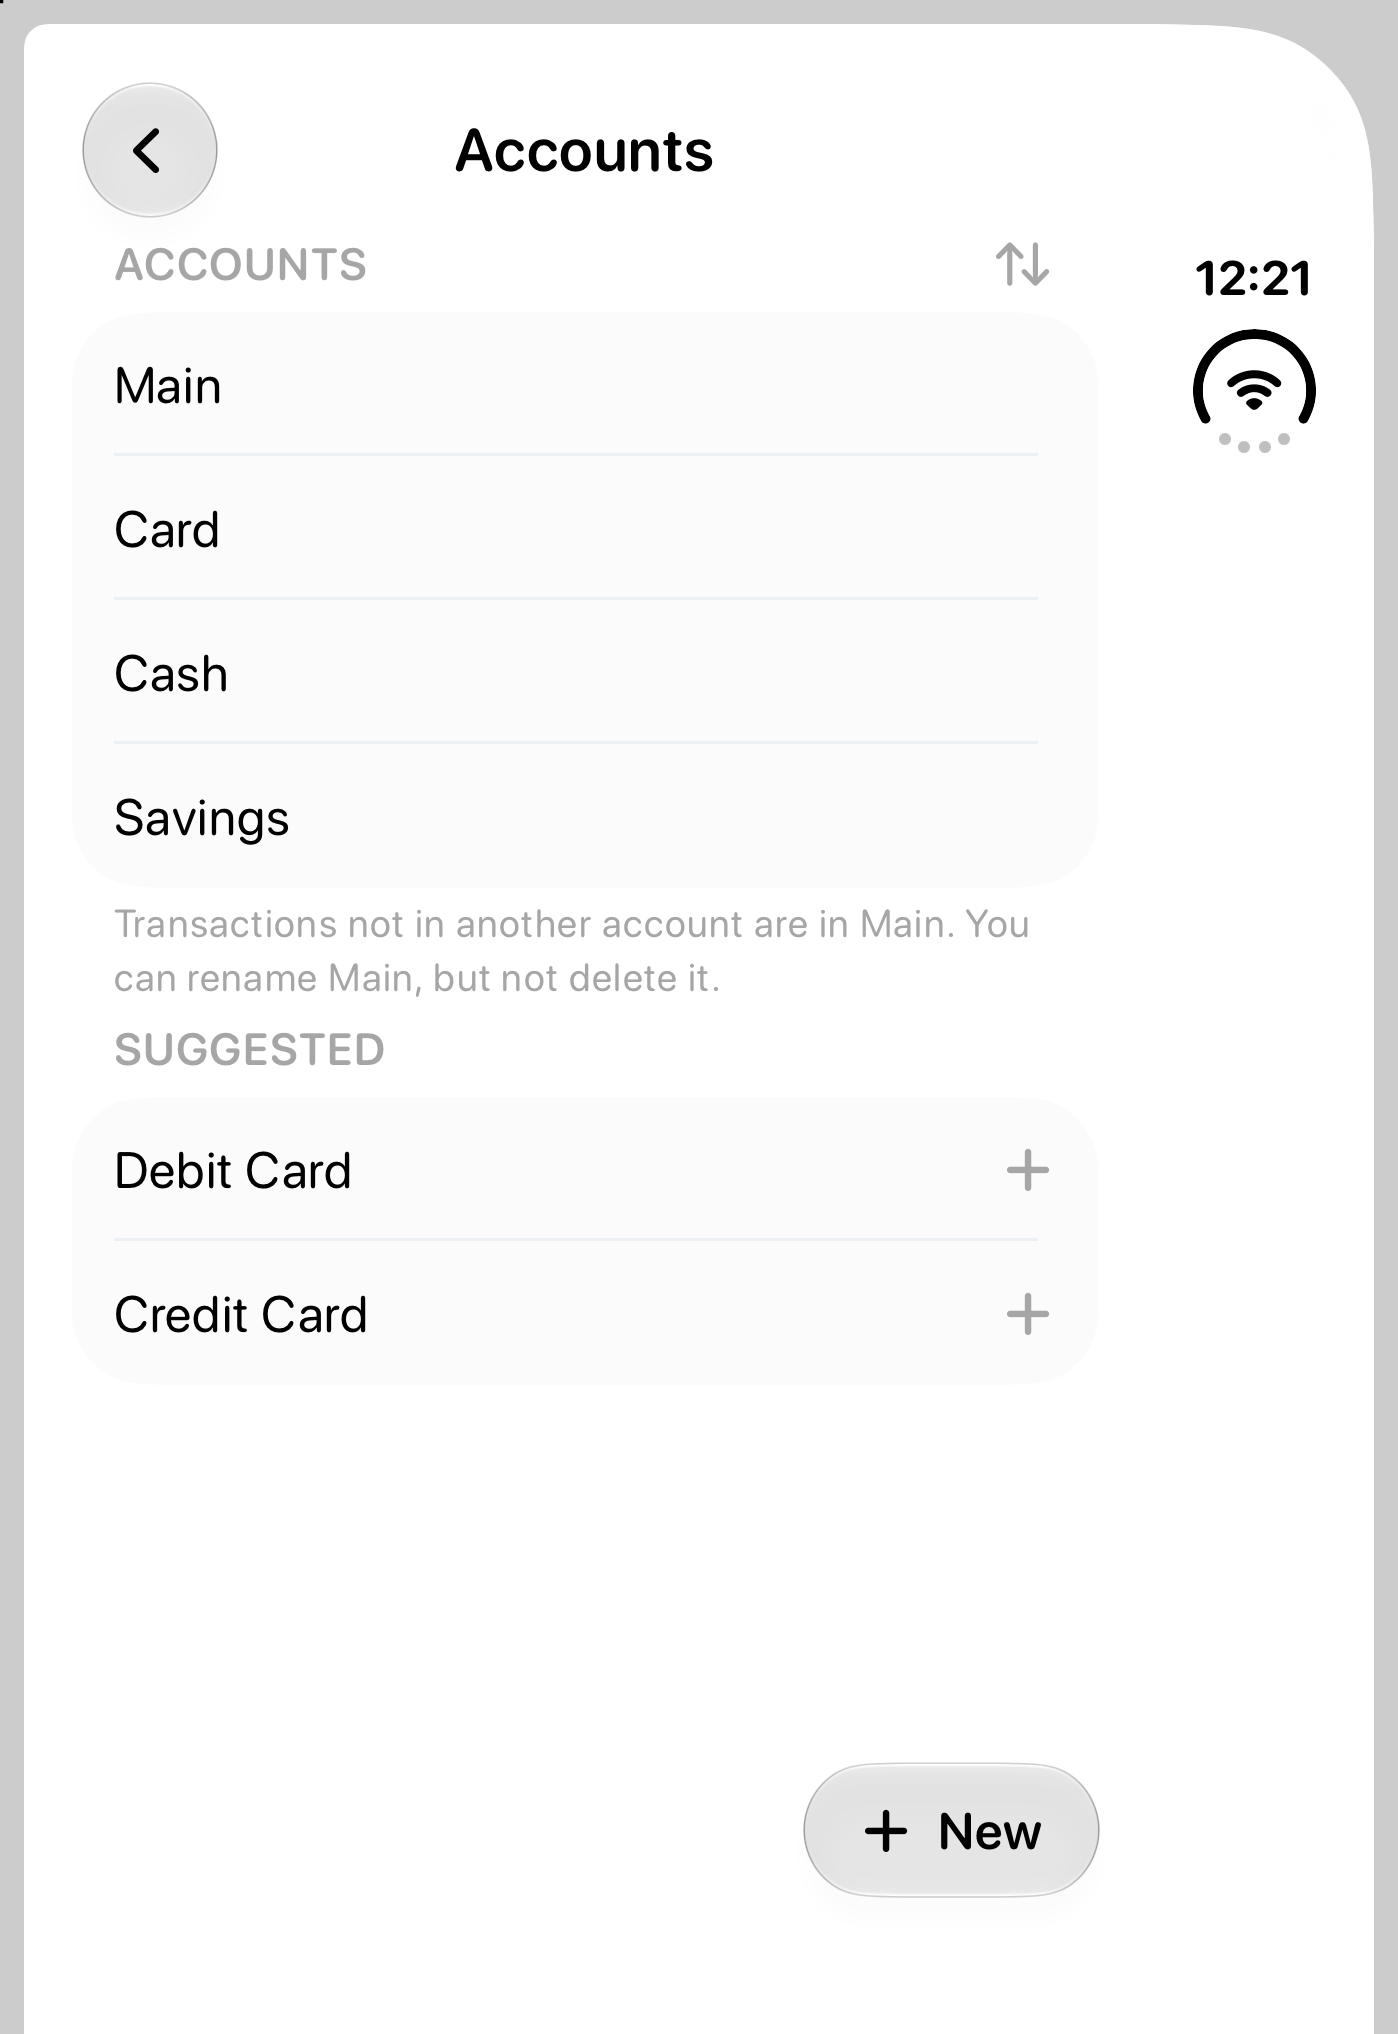 Accounts
ACCOUNTS
12:21
Main
Card
Cash
Savings
Transactions not in another account are in Main. You
can rename Main, but not delete it.
SUGGESTED
Debit Card
Credit Card
New